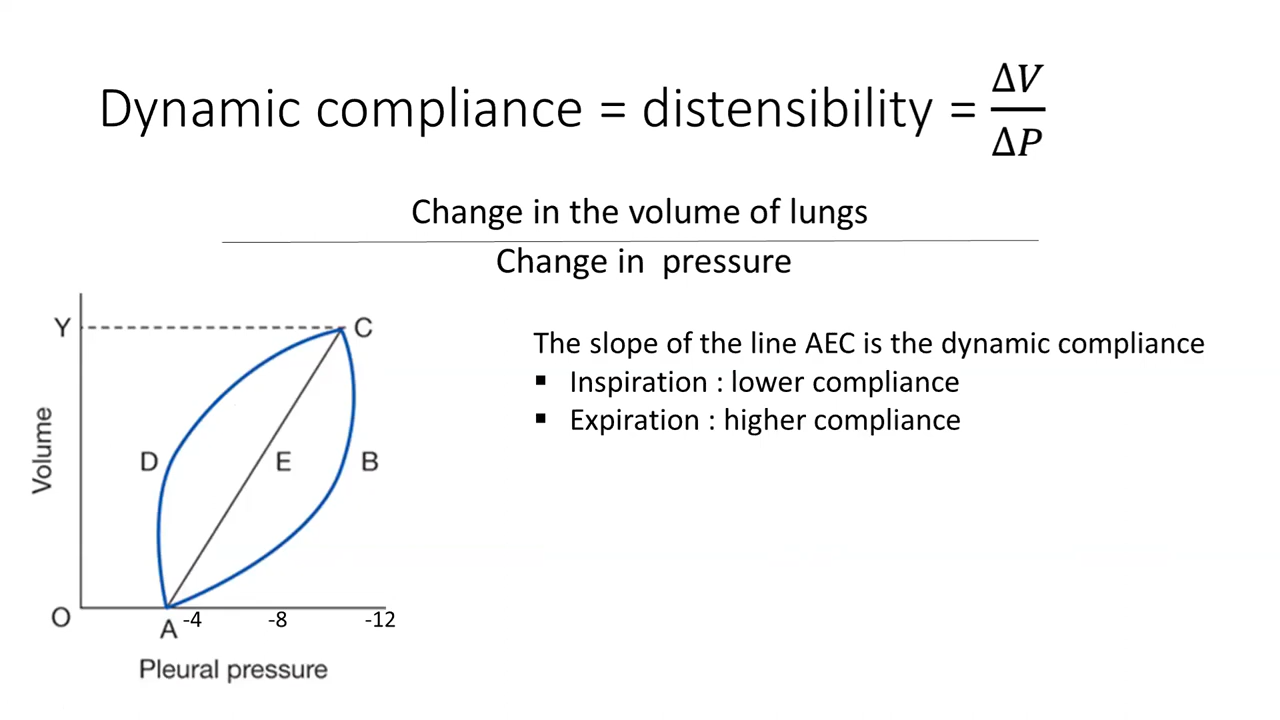 Dynamic compliance = distensibility = ΔV/ΔP
Change in the volume of lungs
Change in pressure
The slope of the line AEC is the dynamic compliance
▪ Inspiration : lower compliance
▪ Expiration : higher compliance
Y
C
Volume
D
E
B
O
A
-4
-8
-12
Pleural pressure